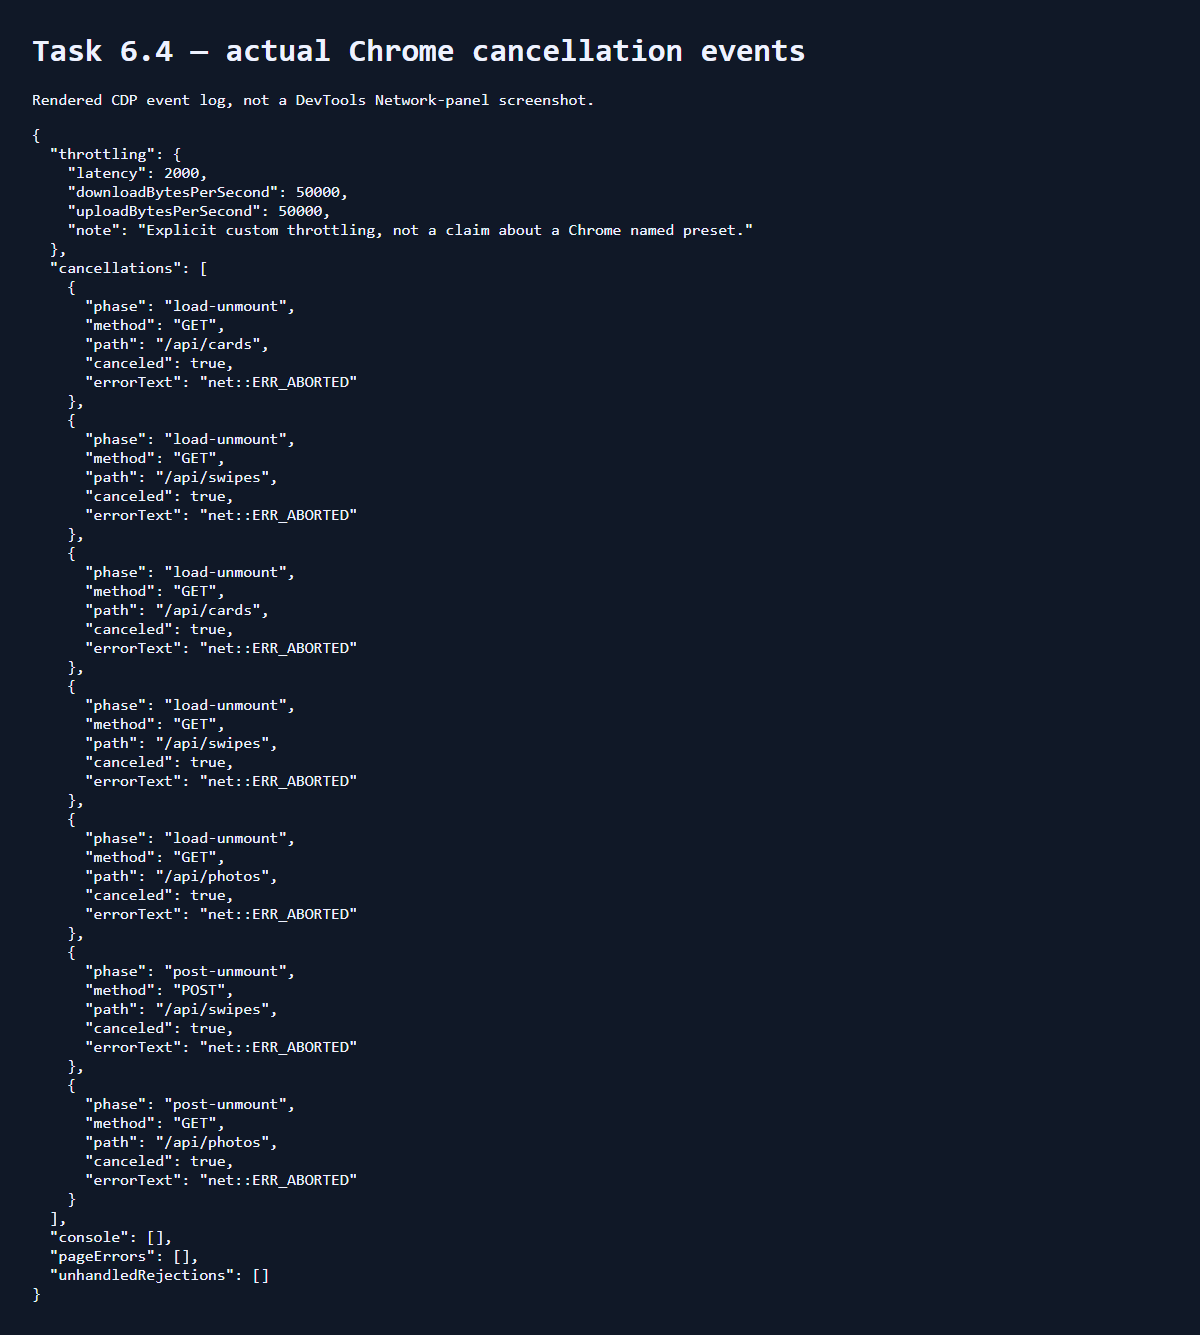 Task 6.4 — actual Chrome cancellation events
Rendered CDP event log, not a DevTools Network-panel screenshot.
{
  "throttling": {
    "latency": 2000,
    "downloadBytesPerSecond": 50000,
    "uploadBytesPerSecond": 50000,
    "note": "Explicit custom throttling, not a claim about a Chrome named preset."
  },
  "cancellations": [
    {
      "phase": "load-unmount",
      "method": "GET",
      "path": "/api/cards",
      "canceled": true,
      "errorText": "net::ERR_ABORTED"
    },
    {
      "phase": "load-unmount",
      "method": "GET",
      "path": "/api/swipes",
      "canceled": true,
      "errorText": "net::ERR_ABORTED"
    },
    {
      "phase": "load-unmount",
      "method": "GET",
      "path": "/api/cards",
      "canceled": true,
      "errorText": "net::ERR_ABORTED"
    },
    {
      "phase": "load-unmount",
      "method": "GET",
      "path": "/api/swipes",
      "canceled": true,
      "errorText": "net::ERR_ABORTED"
    },
    {
      "phase": "load-unmount",
      "method": "GET",
      "path": "/api/photos",
      "canceled": true,
      "errorText": "net::ERR_ABORTED"
    },
    {
      "phase": "post-unmount",
      "method": "POST",
      "path": "/api/swipes",
      "canceled": true,
      "errorText": "net::ERR_ABORTED"
    },
    {
      "phase": "post-unmount",
      "method": "GET",
      "path": "/api/photos",
      "canceled": true,
      "errorText": "net::ERR_ABORTED"
    }
  ],
  "console": [],
  "pageErrors": [],
  "unhandledRejections": []
}